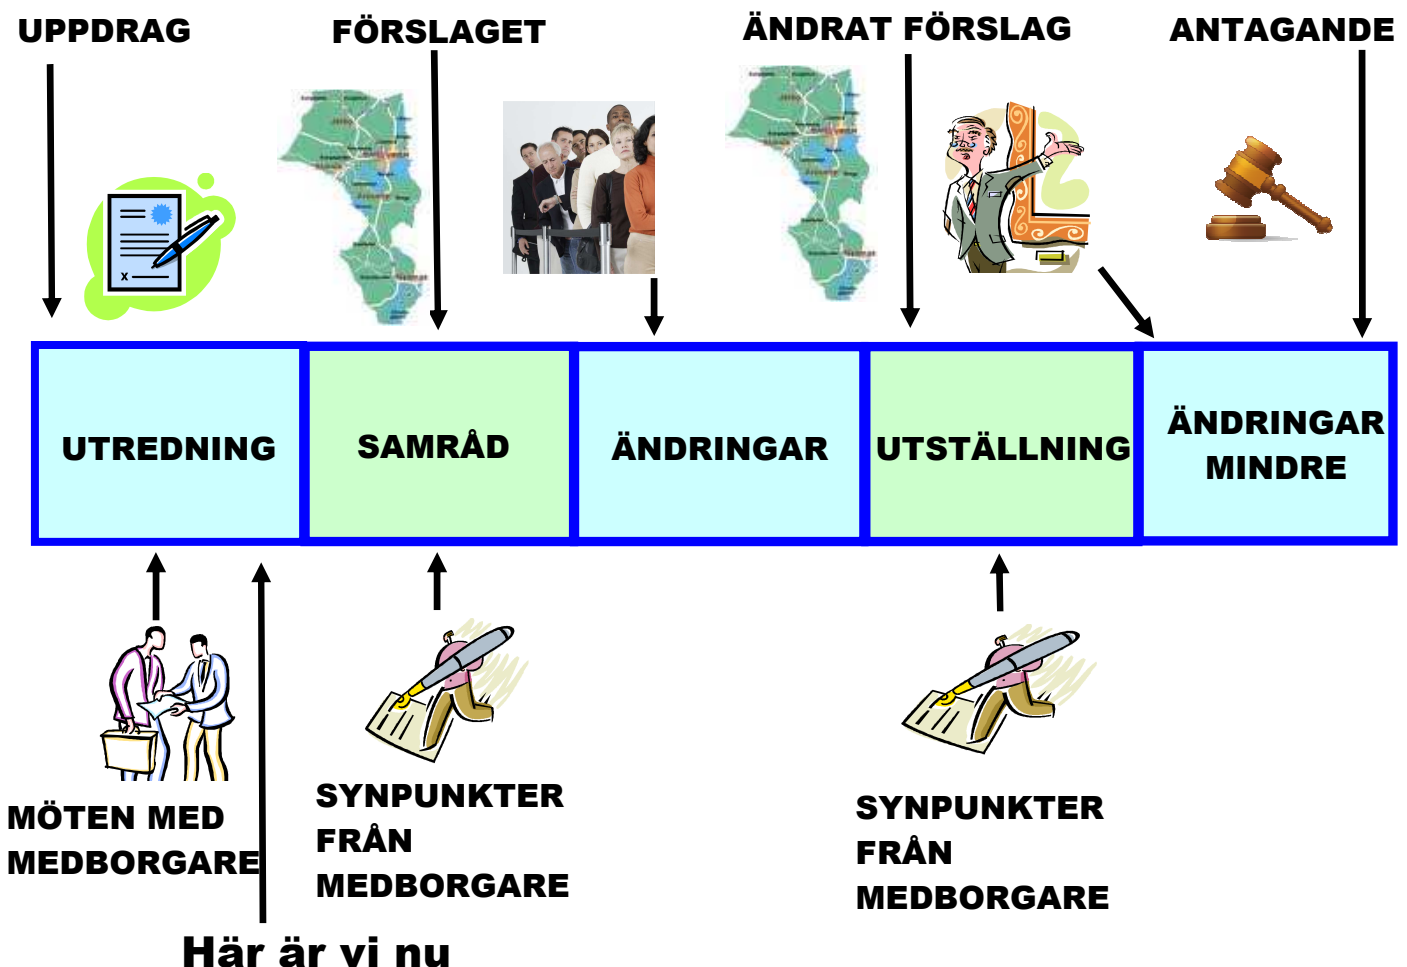 UPPDRAG
FÖRSLAGET
ÄNDRAT FÖRSLAG
ANTAGANDE
X
UTREDNING
SAMRÅD
ÄNDRINGAR
UTSTÄLLNING
ÄNDRINGAR
MINDRE
MÖTEN MED
MEDBORGARE
SYNPUNKTER
FRÅN
MEDBORGARE
SYNPUNKTER
FRÅN
MEDBORGARE
Här är vi nu